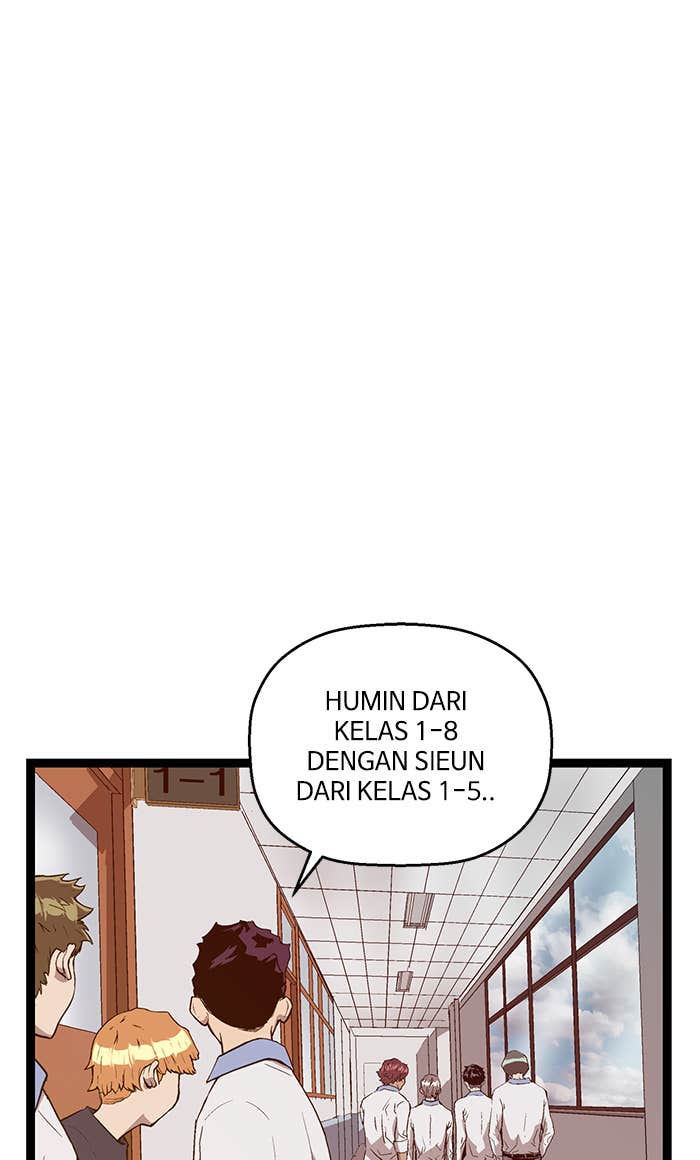 HUMIN DARI
KELAS 1-8
DENGAN SIEUN
DARI KELAS 1-5..
1-1